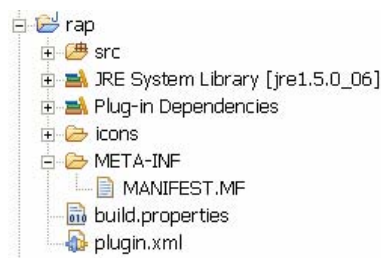 rap
src
JRE System Library [jre1.5.0_06]
Plug-in Dependencies
icons
META-INF
MANIFEST.MF
build.properties
plugin.xml